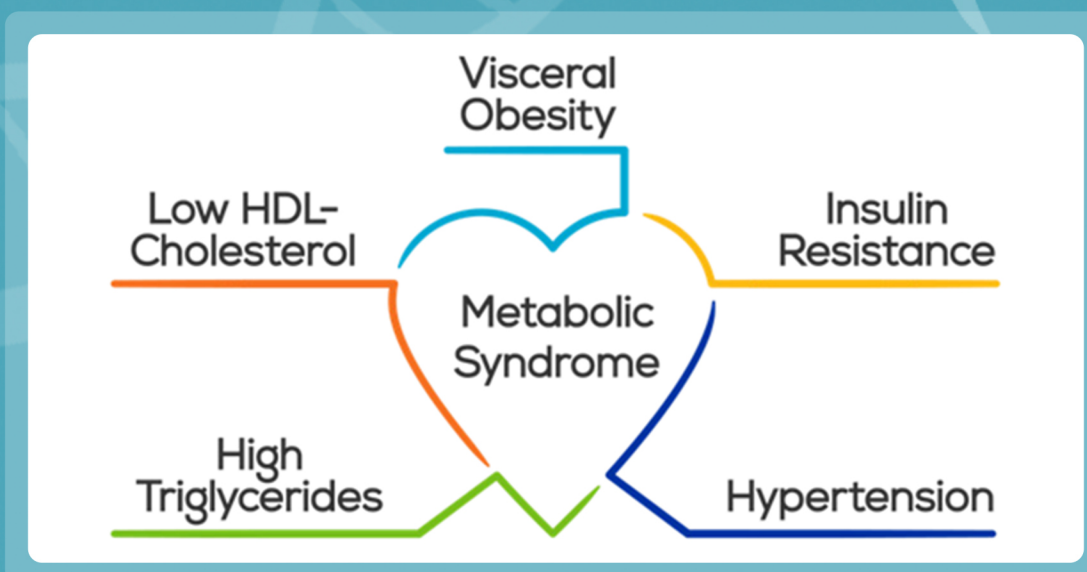 Visceral
Obesity
Low HDL-
Cholesterol
Insulin
Resistance
Metabolic
Syndrome
High
Triglycerides
Hypertension